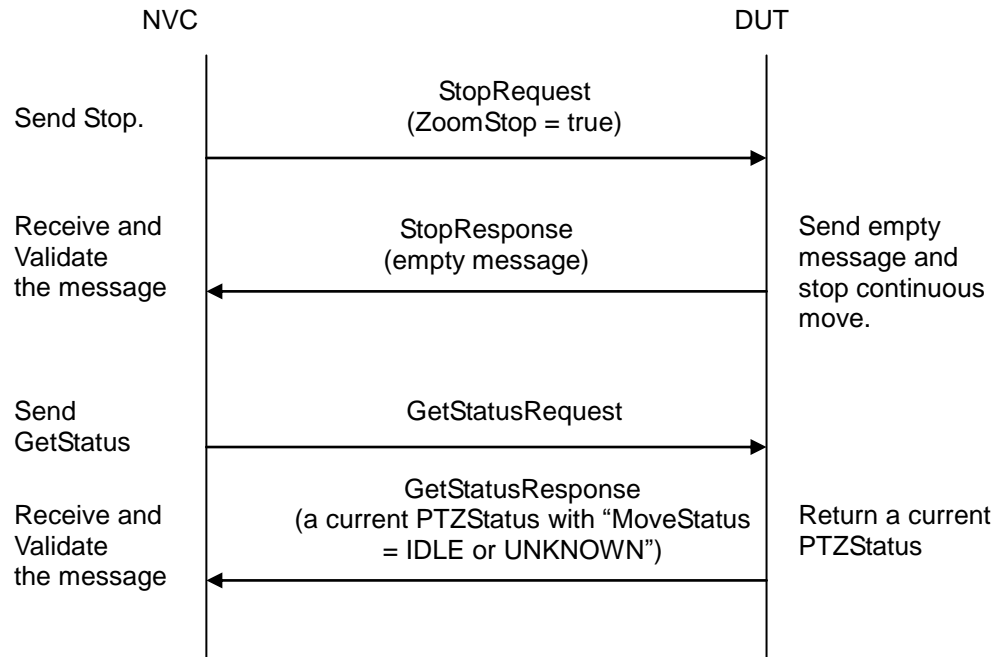 NVC
DUT
Send Stop.
StopRequest
(ZoomStop = true)
Receive and
Validate
the message
StopResponse
(empty message)
Send empty
message and
stop continuous
move.
Send
GetStatus
GetStatusRequest
Receive and
Validate
the message
GetStatusResponse
(a current PTZStatus with “MoveStatus
= IDLE or UNKNOWN”)
Return a current
PTZStatus